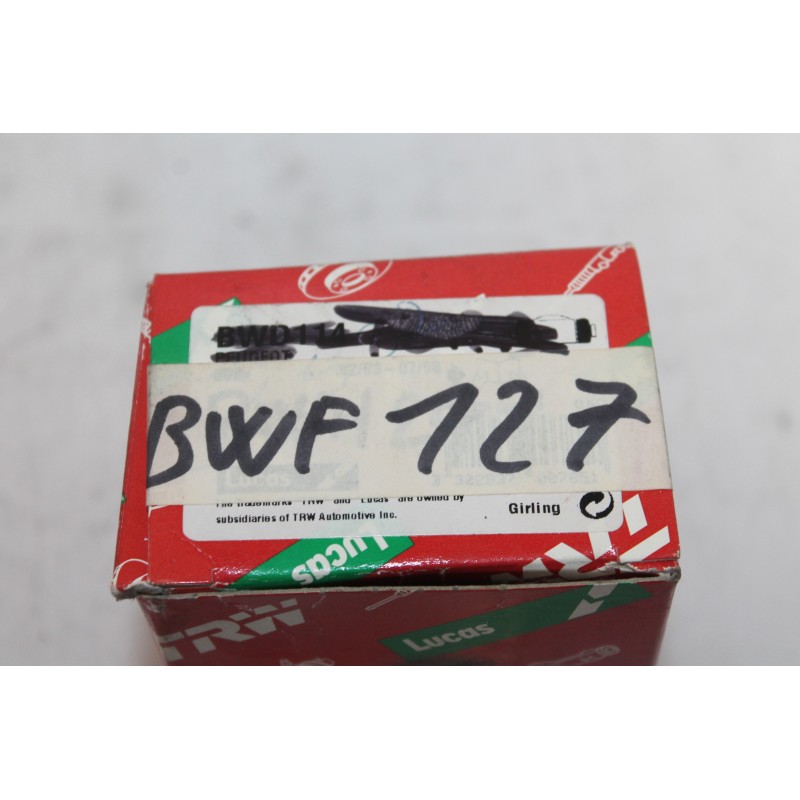 BWD114
PEUGEOT
BWF 127
Lucas
The trademarks "TRW" and "Lucas" are owned by
subsidiaries of TRW Automotive Inc.
Girling
Lucas
TRW
Lucas